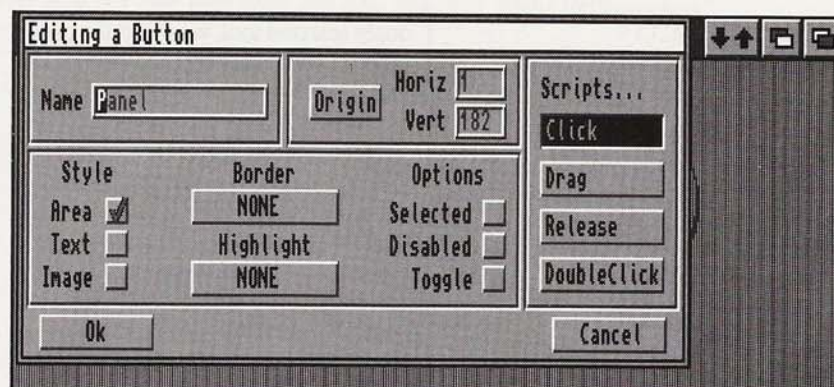 Editing a Button
Name Panel
Origin
Horiz 1
Vert 182
Style
Area
Text
Image
Border
NONE
Highlight
NONE
Options
Selected
Disabled
Toggle
Scripts...
Click
Drag
Release
DoubleClick
Ok
Cancel